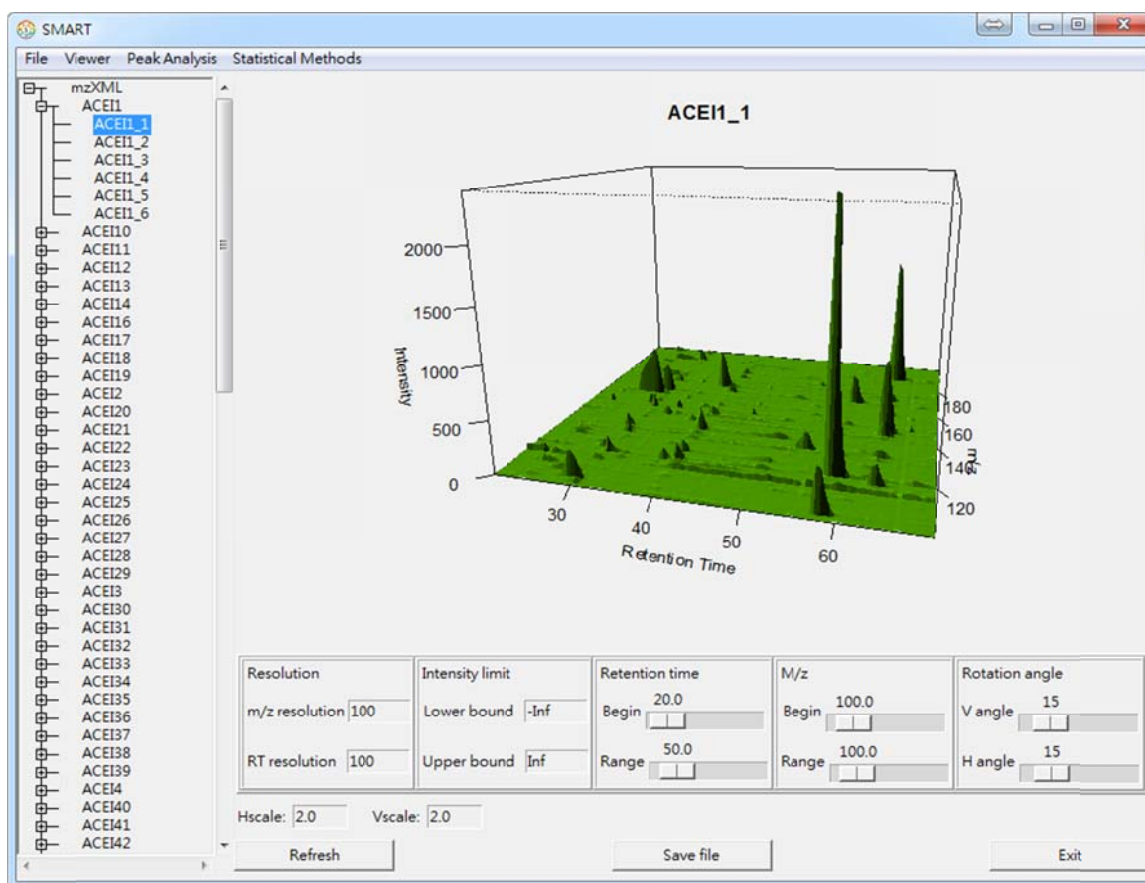 SMART
File Viewer Peak Analysis Statistical Methods
mzXML
ACEI1
ACEI1_1
ACEI1_2
ACEI1_3
ACEI1_4
ACEI1_5
ACEI1_6
ACEI10
ACEI11
ACEI12
ACEI13
ACEI14
ACEI16
ACEI17
ACEI18
ACEI19
ACEI2
ACEI20
ACEI21
ACEI22
ACEI23
ACEI24
ACEI25
ACEI26
ACEI27
ACEI28
ACEI29
ACEI3
ACEI30
ACEI31
ACEI32
ACEI33
ACEI34
ACEI35
ACEI36
ACEI37
ACEI38
ACEI39
ACEI4
ACEI40
ACEI41
ACEI42
ACEI1_1
2000
1500
1000
500
0
Intensity
30
40
50
60
Retention Time
180
160
140
120
mz
Resolution
m/z resolution 100
RT resolution 100
Intensity limit
Lower bound -Inf
Upper bound Inf
Retention time
20.0
Begin
50.0
Range
M/z
100.0
Begin
100.0
Range
Rotation angle
15
V angle
15
H angle
Hscale: 2.0 Vscale: 2.0
Refresh Save file Exit